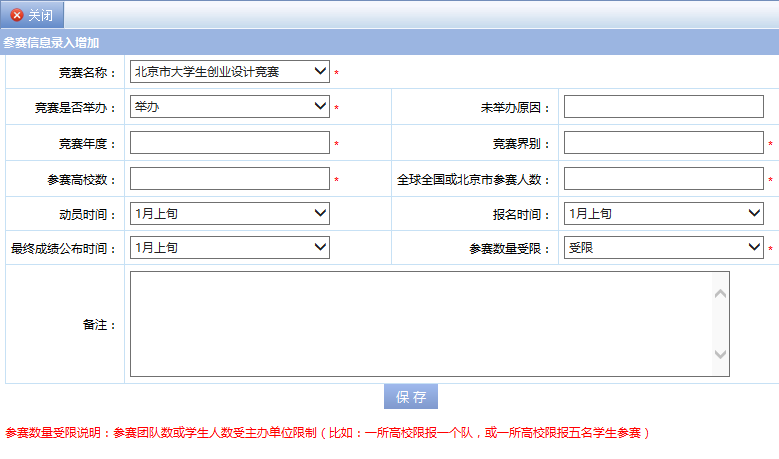 关闭
参赛信息录入增加
竞赛名称： 北京市大学生创业设计竞赛 *
竞赛是否举办： 举办 * 未举办原因：
竞赛年度： * 竞赛界别： *
参赛高校数： * 全球全国或北京市参赛人数： *
动员时间： 1月上旬 报名时间： 1月上旬
最终成绩公布时间： 1月上旬 参赛数量受限： 受限 *
备注：
保存
参赛数量受限说明：参赛团队数或学生人数受主办单位限制（比如：一所高校限报一个队，或一所高校限报五名学生参赛）